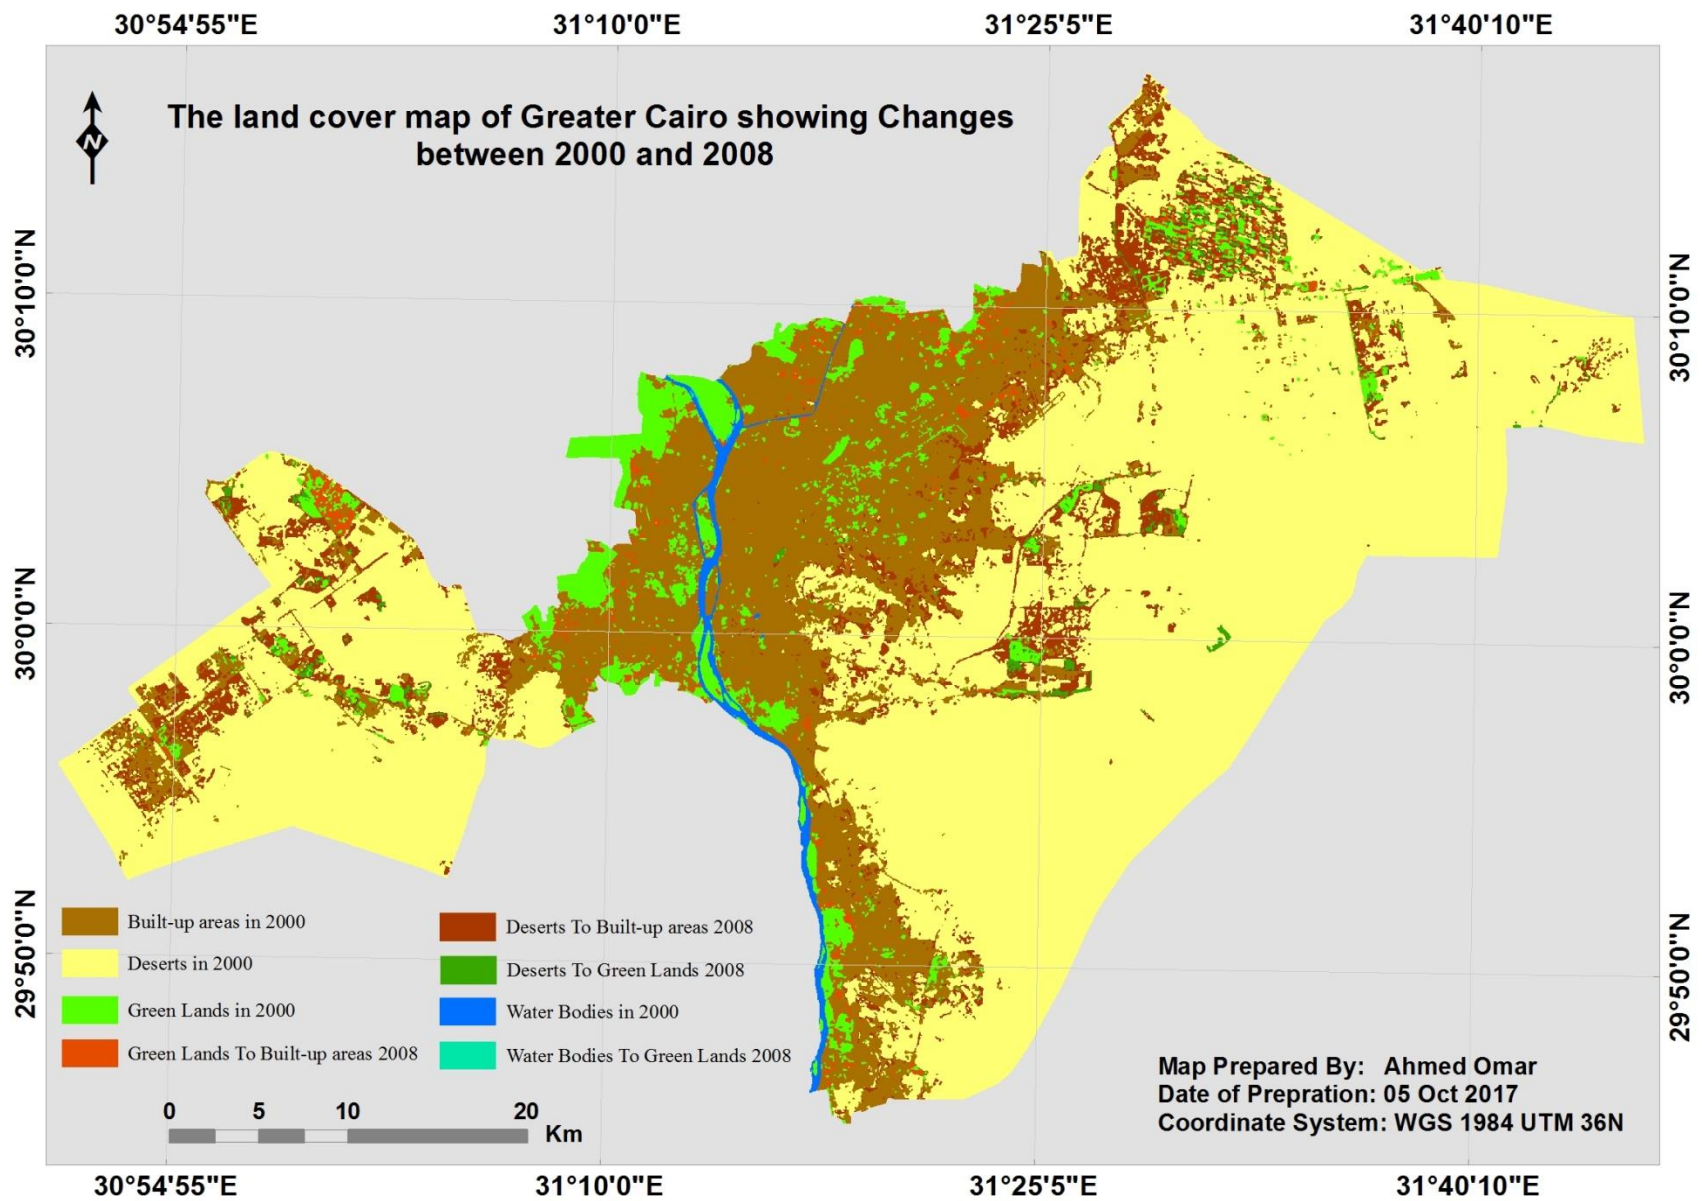 30°54'55"E 31°10'0"E 31°25'5"E 31°40'10"E
N
The land cover map of Greater Cairo showing Changes
between 2000 and 2008
30°10'0"N 30°10'0"N
30°0'0"N 30°0'0"N
29°50'0"N 29°50'0"N
Built-up areas in 2000
Deserts in 2000
Green Lands in 2000
Green Lands To Built-up areas 2008
Deserts To Built-up areas 2008
Deserts To Green Lands 2008
Water Bodies in 2000
Water Bodies To Green Lands 2008
0 5 10 20
Km
Map Prepared By: Ahmed Omar
Date of Prepration: 05 Oct 2017
Coordinate System: WGS 1984 UTM 36N
30°54'55"E 31°10'0"E 31°25'5"E 31°40'10"E